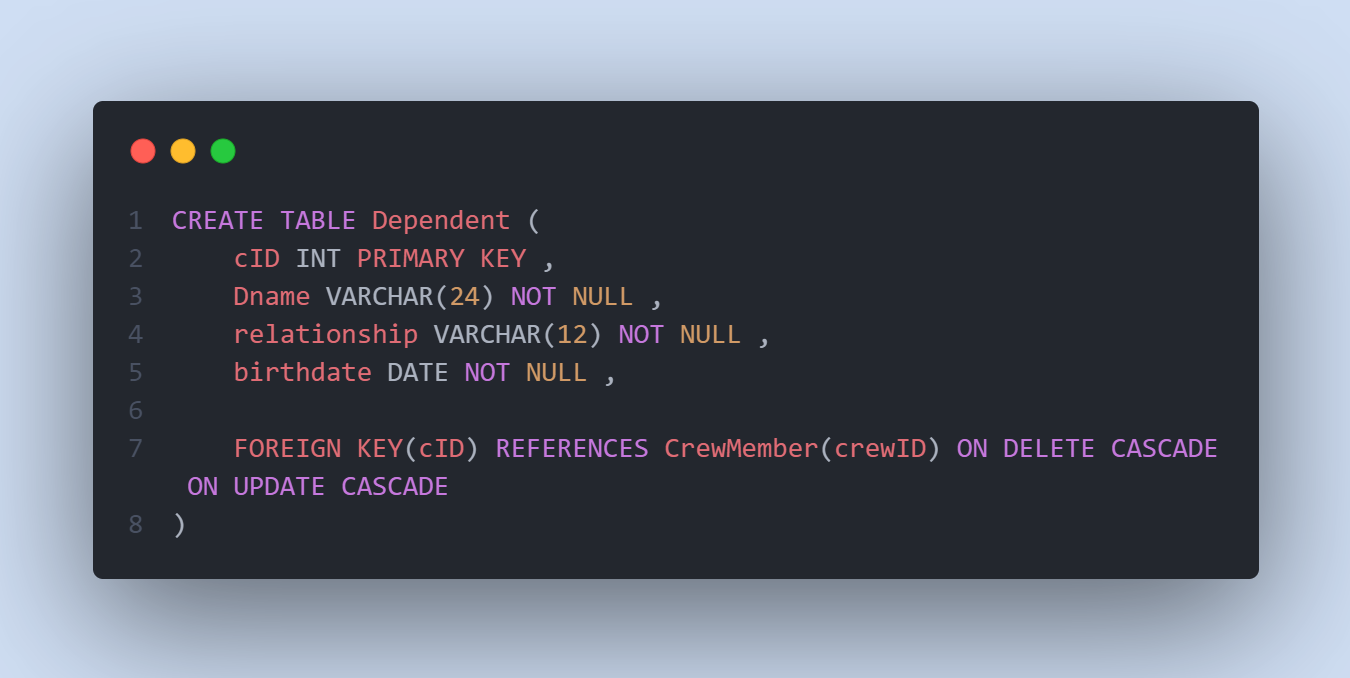 1 CREATE TABLE Dependent (
2     cID INT PRIMARY KEY ,
3     Dname VARCHAR(24) NOT NULL ,
4     relationship VARCHAR(12) NOT NULL ,
5     birthdate DATE NOT NULL ,
6
7     FOREIGN KEY(cID) REFERENCES CrewMember(crewID) ON DELETE CASCADE
 ON UPDATE CASCADE
8 )